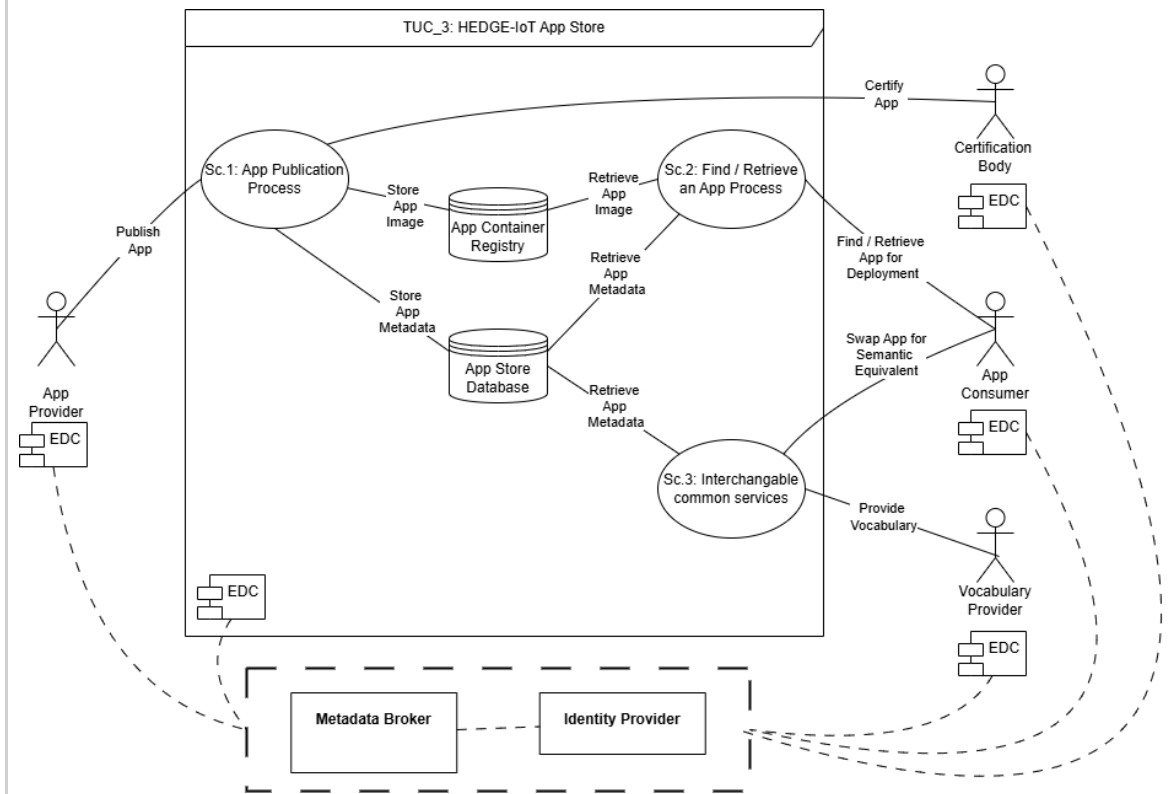 TUC_3: HEDGE-IoT App Store
Certify
App
Certification
Body
EDC
Sc.1: App Publication
Process
Sc.2: Find / Retrieve
an App Process
Store
App
Image
App Container
Registry
Retrieve
App
Image
Publish
App
Find / Retrieve
App for
Deployment
Retrieve
App
Metadata
Store
App
Metadata
App Store
Database
Swap App for
Semantic
Equivalent
App
Consumer
EDC
App
Provider
EDC
Retrieve
App
Metadata
Sc.3: Interchangable
common services
Provide
Vocabulary
Vocabulary
Provider
EDC
EDC
Metadata Broker
Identity Provider